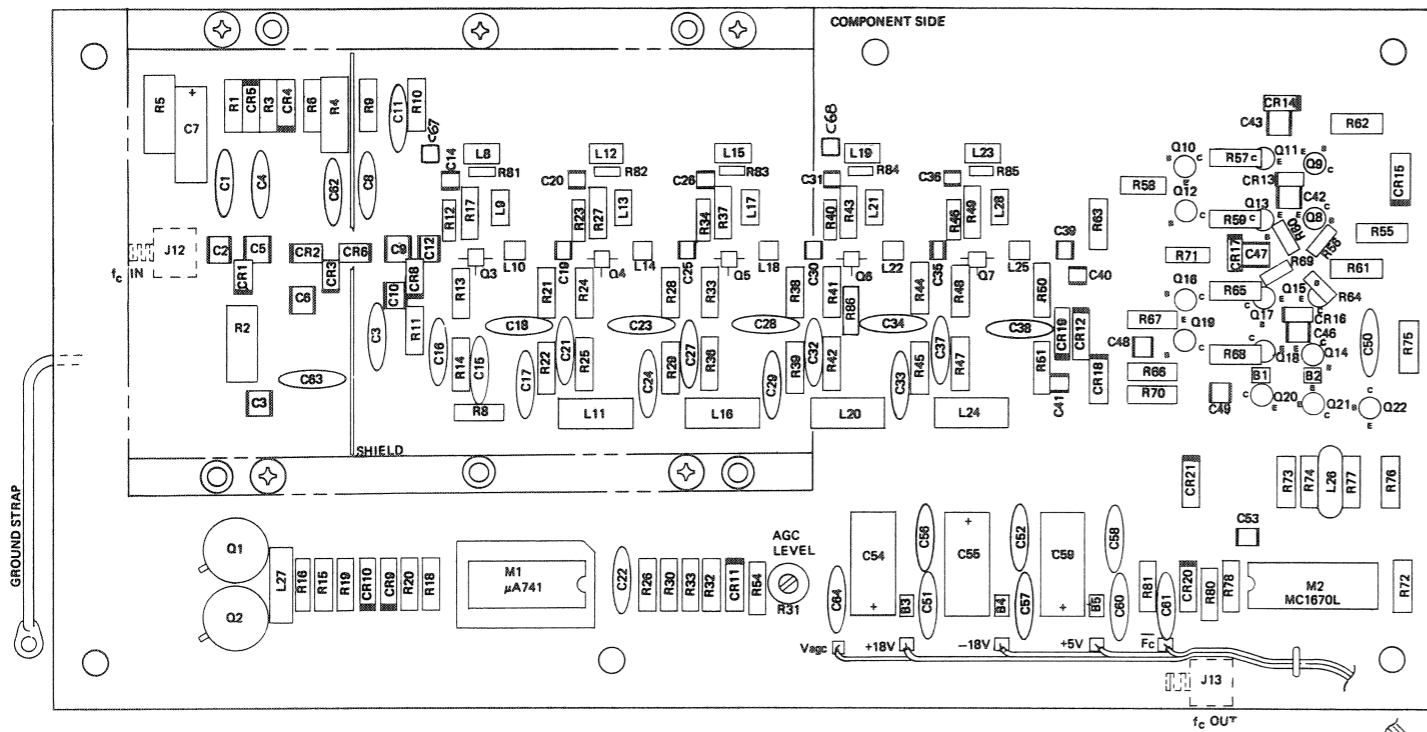 COMPONENT SIDE
R5
C7
+
R1
CR5
R3
CR4
R6
R4
R9
C11
R10
C67
C68
CR14
C43
R62
C14
L8
R81
C20
L12
R82
C26
L15
R83
C31
L19
R84
C36
L23
R85
Q10
R57
C
Q11
E
B
Q9
C
CR15
C1
C4
C62
C8
R12
R17
L9
R23
R27
L13
R34
R37
L17
R40
R43
L21
R46
R49
L28
R63
R58
Q12
CR13
C42
Q13
R59
Q8
R55
J12
fc IN
C2
C5
CR1
CR2
CR3
CR6
C9
C12
CR8
C10
Q3
L10
C19
Q4
L14
C25
Q5
L18
C30
Q6
L22
C35
Q7
L25
C39
C40
R71
CR17
C47
R69
R61
C6
R2
C3
R11
R13
R21
R24
R28
R33
R38
R41
R86
R44
R48
R50
Q16
R65
Q15
R64
Q17
C3
C16
C18
C23
C28
C34
C38
CR19
CR12
R67
Q19
CR16
C46
C50
R75
R14
C15
C17
R22
C21
R25
C24
R29
C27
R36
C29
R39
C32
R42
C33
R45
C37
R47
R51
CR18
C48
R66
R68
Q18
Q14
C63
R8
L11
L16
L20
L24
C41
R70
C49
B1
B2
Q20
Q21
Q22
SHIELD
GROUND STRAP
CR21
R73
R74
L26
R77
R76
Q1
Q2
L27
R16
R15
R19
CR10
CR9
R20
R18
M1
µA741
C22
R26
R30
R33
R32
CR11
R54
AGC
LEVEL
R31
C64
C54
+
B3
C56
C51
+
C55
B4
C52
C57
C59
+
B5
C58
C60
R81
C61
CR20
R80
R78
C53
M2
MC1670L
R72
Vagc
+18V
−18V
+5V
Fc
J13
fc OUT